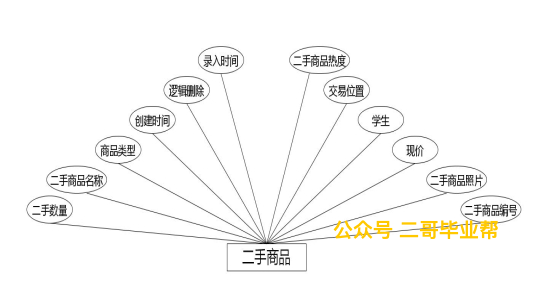 录入时间
二手商品热度
逻辑删除
交易位置
创建时间
学生
商品类型
现价
二手商品名称
二手商品照片
二手数量
二手商品编号
公众号 二哥毕业帮
二手商品